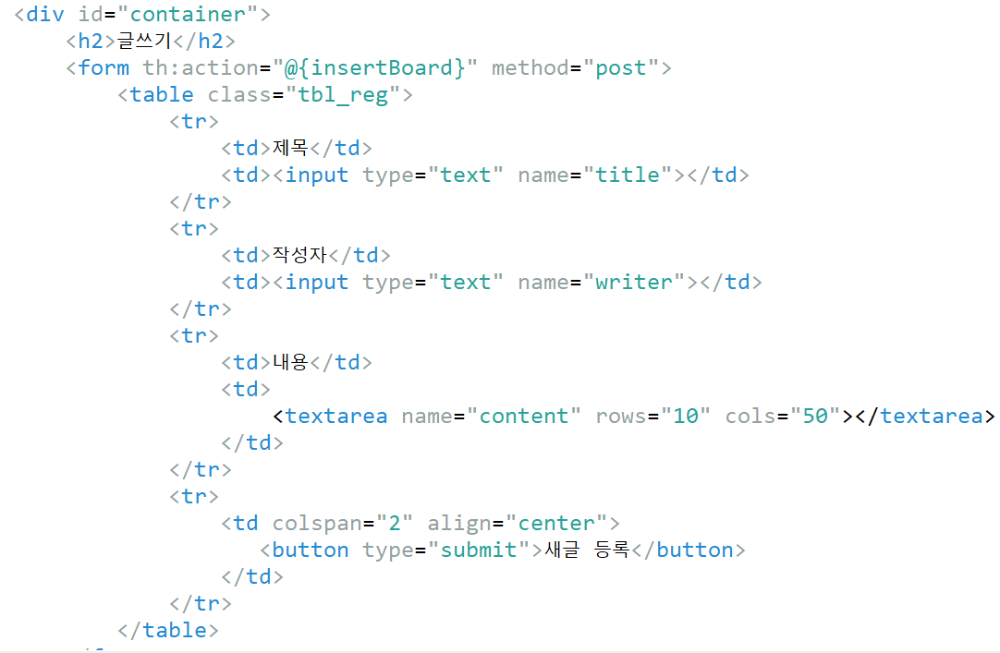 <div id="container">
    <h2>글쓰기</h2>
    <form th:action="@{insertBoard}" method="post">
        <table class="tbl_reg">
            <tr>
                <td>제목</td>
                <td><input type="text" name="title"></td>
            </tr>
            <tr>
                <td>작성자</td>
                <td><input type="text" name="writer"></td>
            </tr>
            <tr>
                <td>내용</td>
                <td>
                    <textarea name="content" rows="10" cols="50"></textarea>
                </td>
            </tr>
            <tr>
                <td colspan="2" align="center">
                   <button type="submit">새글 등록</button>
                </td>
            </tr>
        </table>